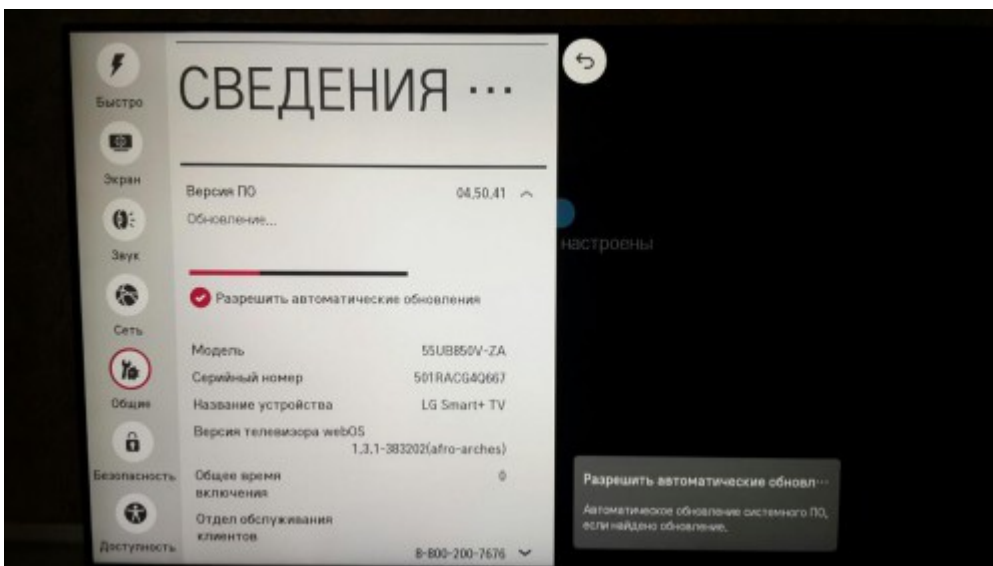 СВЕДЕНИЯ ...
Быстро
Экран
Звук
Сеть
Общие
Безопасность
Доступность
Версия ПО 04.50.41
Обновление...
Разрешить автоматические обновления
Модель 55UB850V-ZA
Серийный номер 501RACG4Q667
Название устройства LG Smart+ TV
Версия телевизора webOS
1.3.1-383202(afro-arches)
Общее время 0
включения
Отдел обслуживания
клиентов
8-800-200-7676
настроены
Разрешить автоматические обновл...
Автоматическое обновление системного ПО,
если найдено обновление.